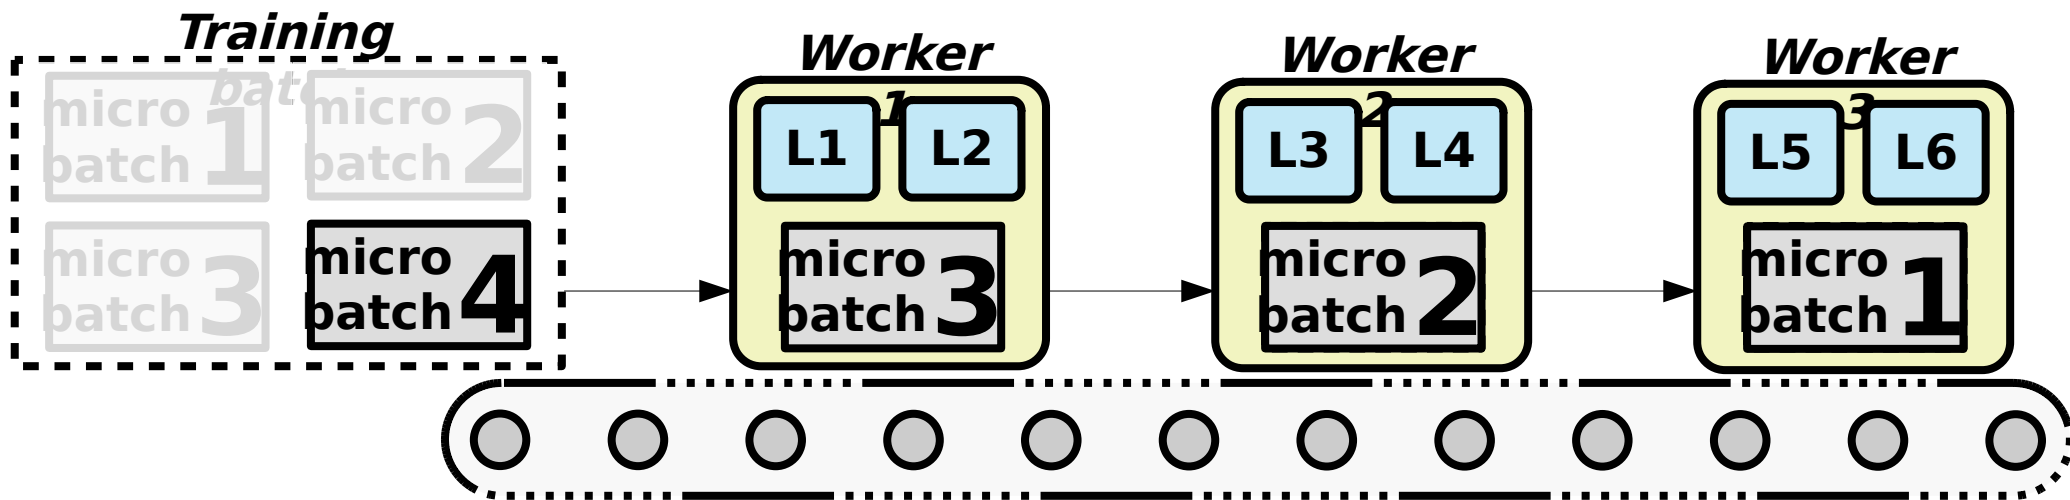 Training
batch
micro
batch 1
micro
batch 2
micro
batch 3
micro
batch 4
Worker
1
L1 L2
micro
batch 3
Worker
2
L3 L4
micro
batch 2
Worker
3
L5 L6
micro
batch 1